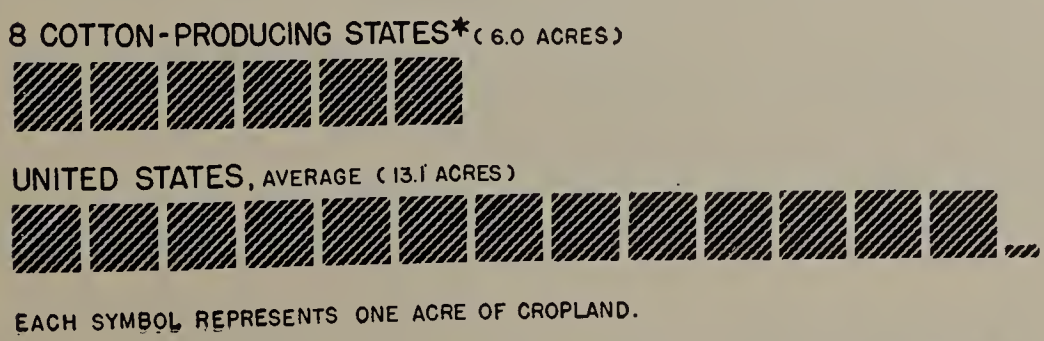 8 COTTON-PRODUCING STATES* (6.0 ACRES)
UNITED STATES, AVERAGE (13.1 ACRES)
EACH SYMBOL REPRESENTS ONE ACRE OF CROPLAND.